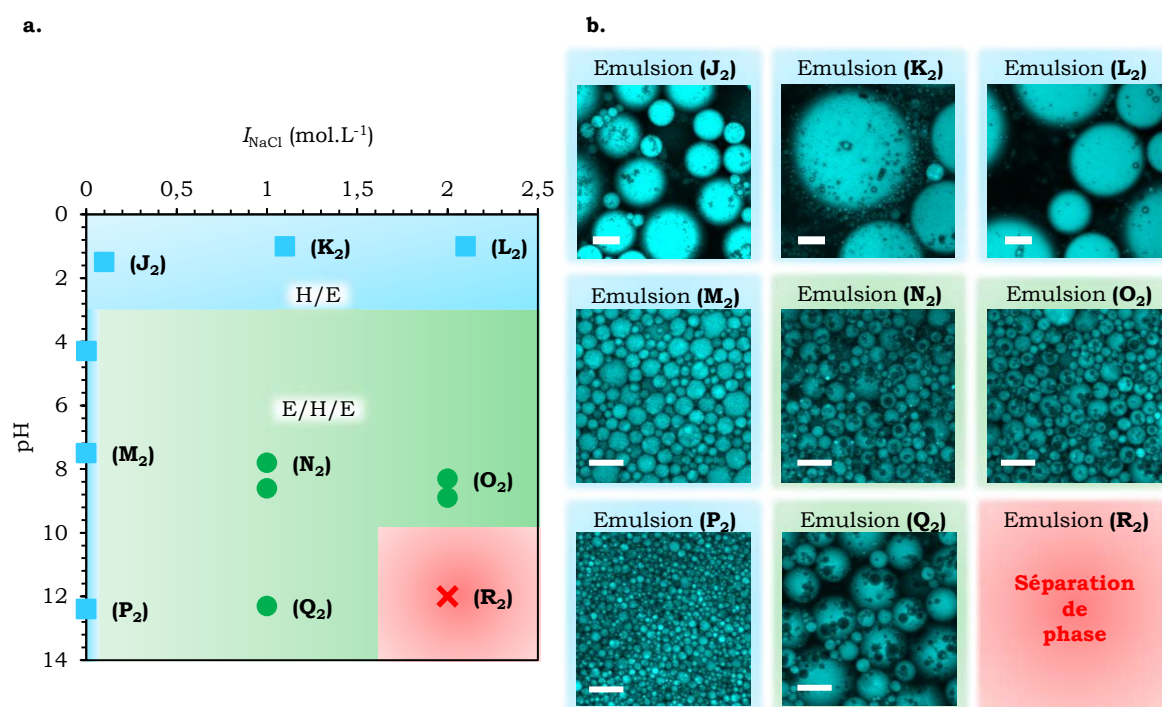 a.
I_NaCl (mol.L⁻¹)
0 0,5 1 1,5 2 2,5
0
2
4
6
8
10
12
14
pH
(J₂)
(K₂)
(L₂)
H/E
E/H/E
(M₂)
(N₂)
(O₂)
(P₂)
(Q₂)
(R₂)
b.
Emulsion (J₂)
Emulsion (K₂)
Emulsion (L₂)
Emulsion (M₂)
Emulsion (N₂)
Emulsion (O₂)
Emulsion (P₂)
Emulsion (Q₂)
Emulsion (R₂)
Séparation
de
phase